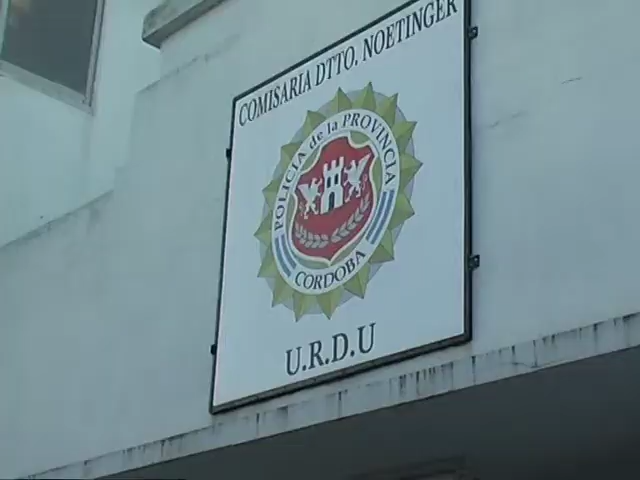 COMISARIA DTTO. NOETINGER
POLICIA de la PROVINCIA
CORDOBA
U.R.D.U